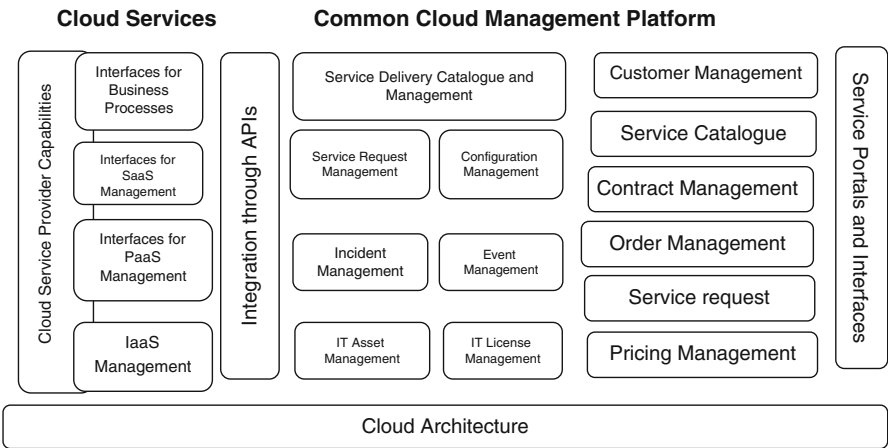 Cloud Services
Common Cloud Management Platform
Cloud Service Provider Capabilities
Interfaces for
Business
Processes
Interfaces for
SaaS
Management
Interfaces for
PaaS
Management
IaaS
Management
Integration through APIs
Service Delivery Catalogue and
Management
Service Request
Management
Configuration
Management
Incident
Management
Event
Management
IT Asset
Management
IT License
Management
Customer Management
Service Catalogue
Contract Management
Order Management
Service request
Pricing Management
Service Portals and Interfaces
Cloud Architecture